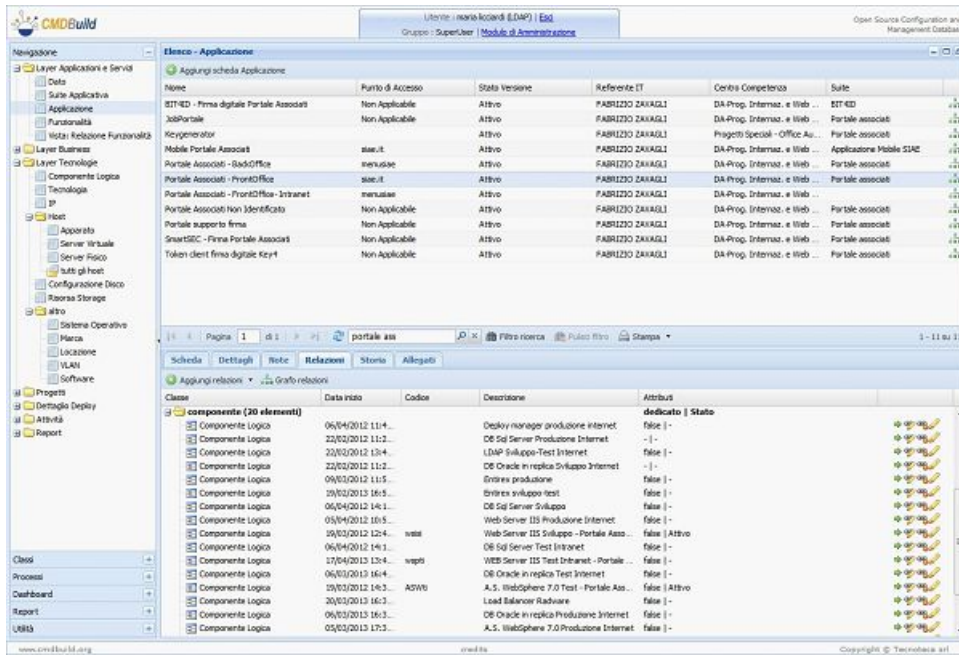 CMDBuild
Utente : maria licciardi (LDAP) | Esci
Gruppo : SuperUser | Modulo di Amministrazione
Open Source Configuration and
Management Database
Navigazione
Layer Applicazioni e Servizi
Dato
Suite Applicativa
Applicazione
Funzionalità
Vista: Relazione Funzionalità
Layer Business
Layer Tecnologie
Componente Logica
Tecnologia
IP
Host
Apparato
Server Virtuale
Server Fisico
tutti gli host
Configurazione Disco
Risorsa Storage
altro
Sistema Operativo
Marca
Locazione
VLAN
Software
Progetti
Dettaglio Deploy
Attività
Report
Classi
Processi
Dashboard
Report
Utilità
Elenco - Applicazione
Aggiungi scheda Applicazione
Nome Punto di Accesso Stato Versione Referente IT Centro Competenza Suite
BIT4ID - Firma digitale Portale Associati Non Applicabile Attivo FABRIZIO ZAVAGLI DA-Prog. Internaz. e Web ... BIT4ID
JobPortale Non Applicabile Attivo FABRIZIO ZAVAGLI DA-Prog. Internaz. e Web ... Portale associati
Keygenerator Attivo FABRIZIO ZAVAGLI Progetti Speciali - Office Au... Portale associati
Mobile Portale Associati siae.it Attivo FABRIZIO ZAVAGLI DA-Prog. Internaz. e Web ... Applicazione Mobile SIAE
Portale Associati - BackOffice menusiae Attivo FABRIZIO ZAVAGLI DA-Prog. Internaz. e Web ... Portale associati
Portale Associati - FrontOffice siae.it Attivo FABRIZIO ZAVAGLI DA-Prog. Internaz. e Web ... Portale associati
Portale Associati - FrontOffice- Intranet menusiae Attivo FABRIZIO ZAVAGLI DA-Prog. Internaz. e Web ...
Portale Associati Non Identificato Non Applicabile Attivo FABRIZIO ZAVAGLI DA-Prog. Internaz. e Web ... Portale associati
Portale supporto firma Non Applicabile Attivo FABRIZIO ZAVAGLI DA-Prog. Internaz. e Web ... Portale associati
SmartSEC - Firma Portale Associati Non Applicabile Attivo FABRIZIO ZAVAGLI DA-Prog. Internaz. e Web ... Portale associati
Token client firma digitale Key4 Non Applicabile Attivo FABRIZIO ZAVAGLI DA-Prog. Internaz. e Web ... Portale associati
Pagina 1 di 1 portale ass Filtro ricerca Pulisci filtro Stampa 1 - 11 su
Scheda Dettagli Note Relazioni Storia Allegati
Aggiungi relazioni Grafo relazioni
Classe Data inizio Codice Descrizione Attributi
componente (20 elementi) dedicato | Stato
Componente Logica 06/04/2012 11:4... Deploy manager produzione internet false | -
Componente Logica 22/02/2012 11:2... DB Sql Server Produzione Internet - | -
Componente Logica 22/02/2012 13:4... LDAP Sviluppo-Test Internet false | -
Componente Logica 22/02/2012 11:2... DB Oracle in replica Sviluppo Internet - | -
Componente Logica 09/03/2012 11:5... Entirex produzione false | -
Componente Logica 19/02/2013 16:5... Entirex sviluppo-test false | -
Componente Logica 06/04/2012 14:1... DB Sql Server Sviluppo false | -
Componente Logica 05/04/2012 10:5... Web Server IIS Produzione Internet false | -
Componente Logica 19/03/2012 12:4... Web Server IIS Sviluppo - Portale Asso... false | Attivo
Componente Logica 06/04/2012 14:1... DB Sql Server Test Intranet false | -
Componente Logica 17/04/2013 13:4... WEB Server IIS Test Intranet - Portale ... false | -
Componente Logica 06/03/2013 16:4... DB Oracle in replica Test Internet false | -
Componente Logica 19/03/2012 14:3... A.S. WebSphere 7.0 Test - Portale Ass... false | Attivo
Componente Logica 20/03/2013 16:3... Load Balancer Radware false | -
Componente Logica 06/03/2013 16:3... DB Oracle in replica Produzione Internet false | -
Componente Logica 05/03/2013 17:3... A.S. WebSphere 7.0 Produzione Internet false | -
www.cmdbuild.org credits Copyright © Tecnoteca srl